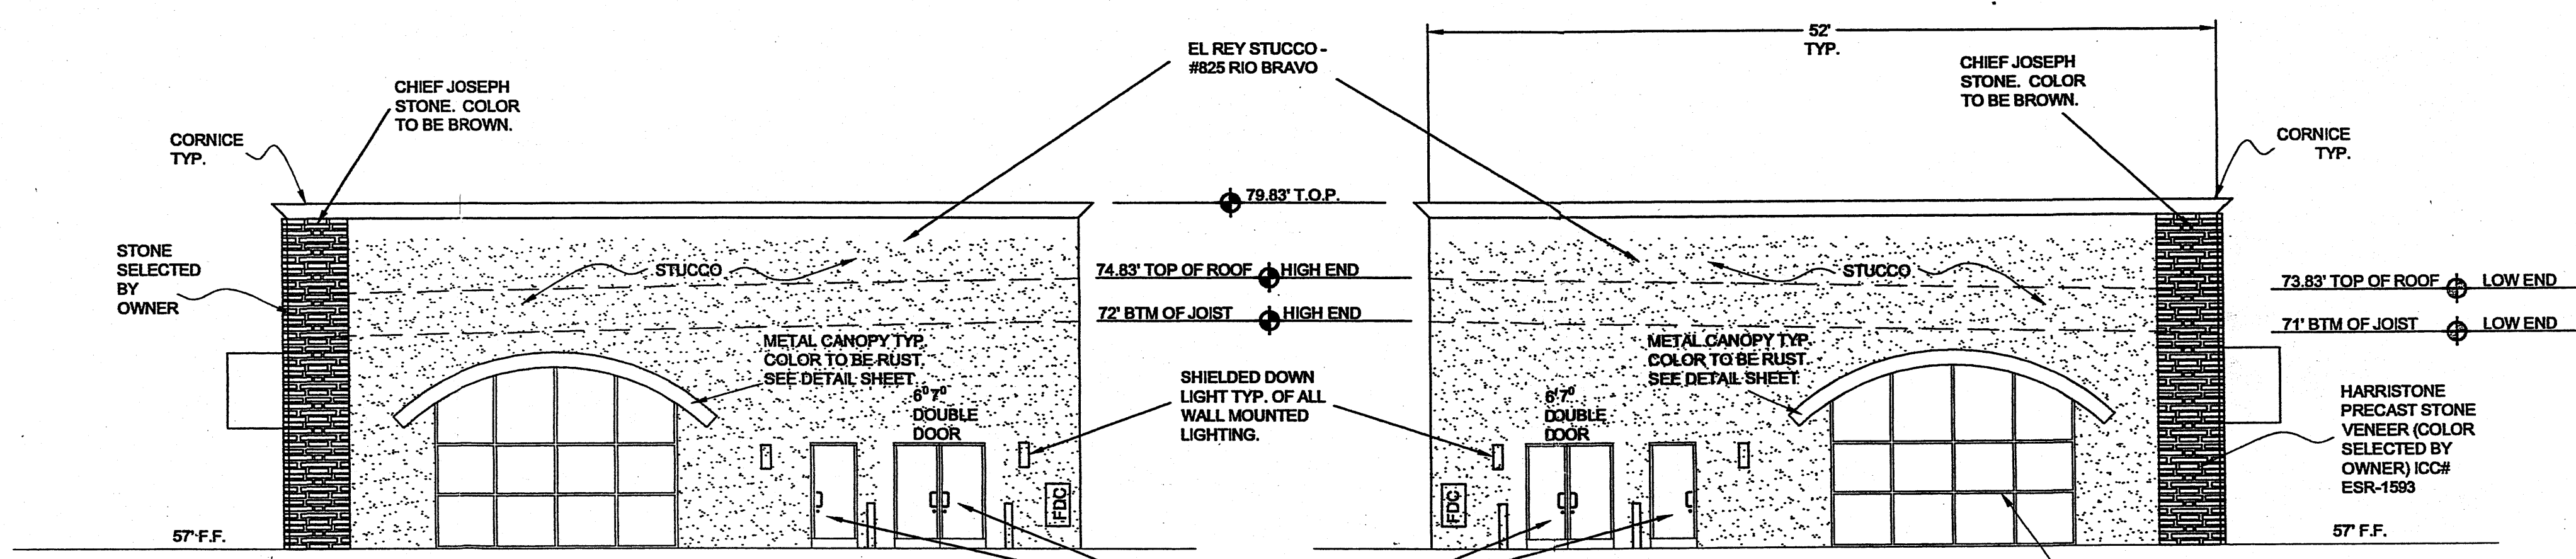 52'
TYP.
EL REY STUCCO -
#825 RIO BRAVO
CHIEF JOSEPH
STONE. COLOR
TO BE BROWN.
CHIEF JOSEPH
STONE. COLOR
TO BE BROWN.
CORNICE
TYP.
CORNICE
TYP.
79.83' T.O.P.
STONE
SELECTED
BY
OWNER
STUCCO
74.83' TOP OF ROOF HIGH END
STUCCO
73.83' TOP OF ROOF LOW END
72' BTM OF JOIST HIGH END
71' BTM OF JOIST LOW END
METAL CANOPY TYP.
COLOR TO BE RUST.
SEE DETAIL SHEET
METAL CANOPY TYP.
COLOR TO BE RUST.
SEE DETAIL SHEET
SHIELDED DOWN
LIGHT TYP. OF ALL
WALL MOUNTED
LIGHTING.
DOUBLE
DOOR
DOUBLE
DOOR
HARRISTONE
PRECAST STONE
VENEER (COLOR
SELECTED BY
OWNER) ICC#
ESR-1593
FDC
FDC
57' F.F.
57' F.F.